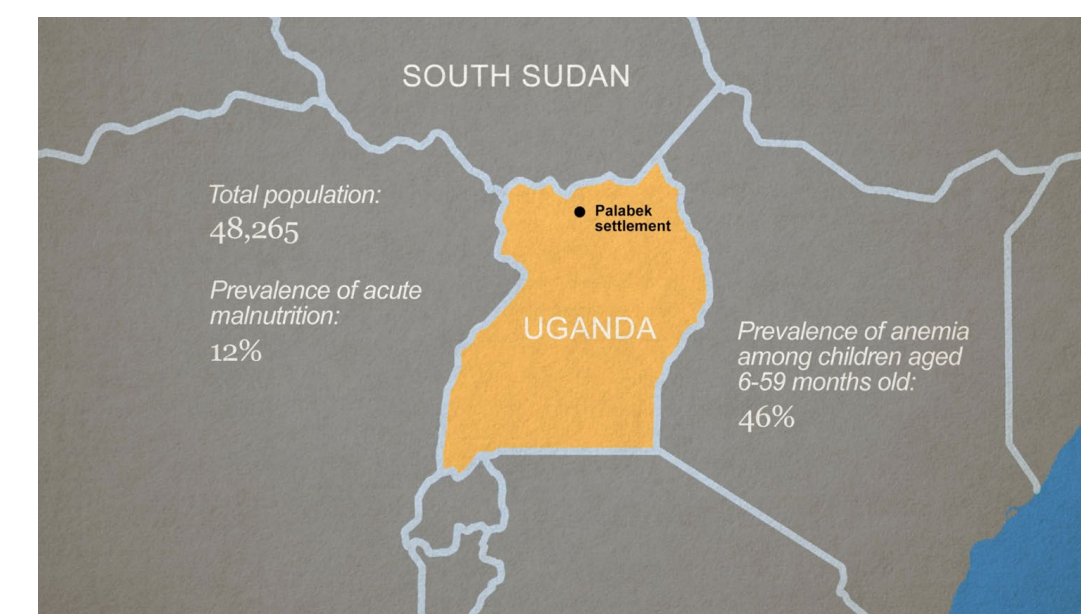 SOUTH SUDAN
Total population:
48,265
Palabek
settlement
Prevalence of acute
malnutrition:
12%
UGANDA
Prevalence of anemia
among children aged
6-59 months old:
46%